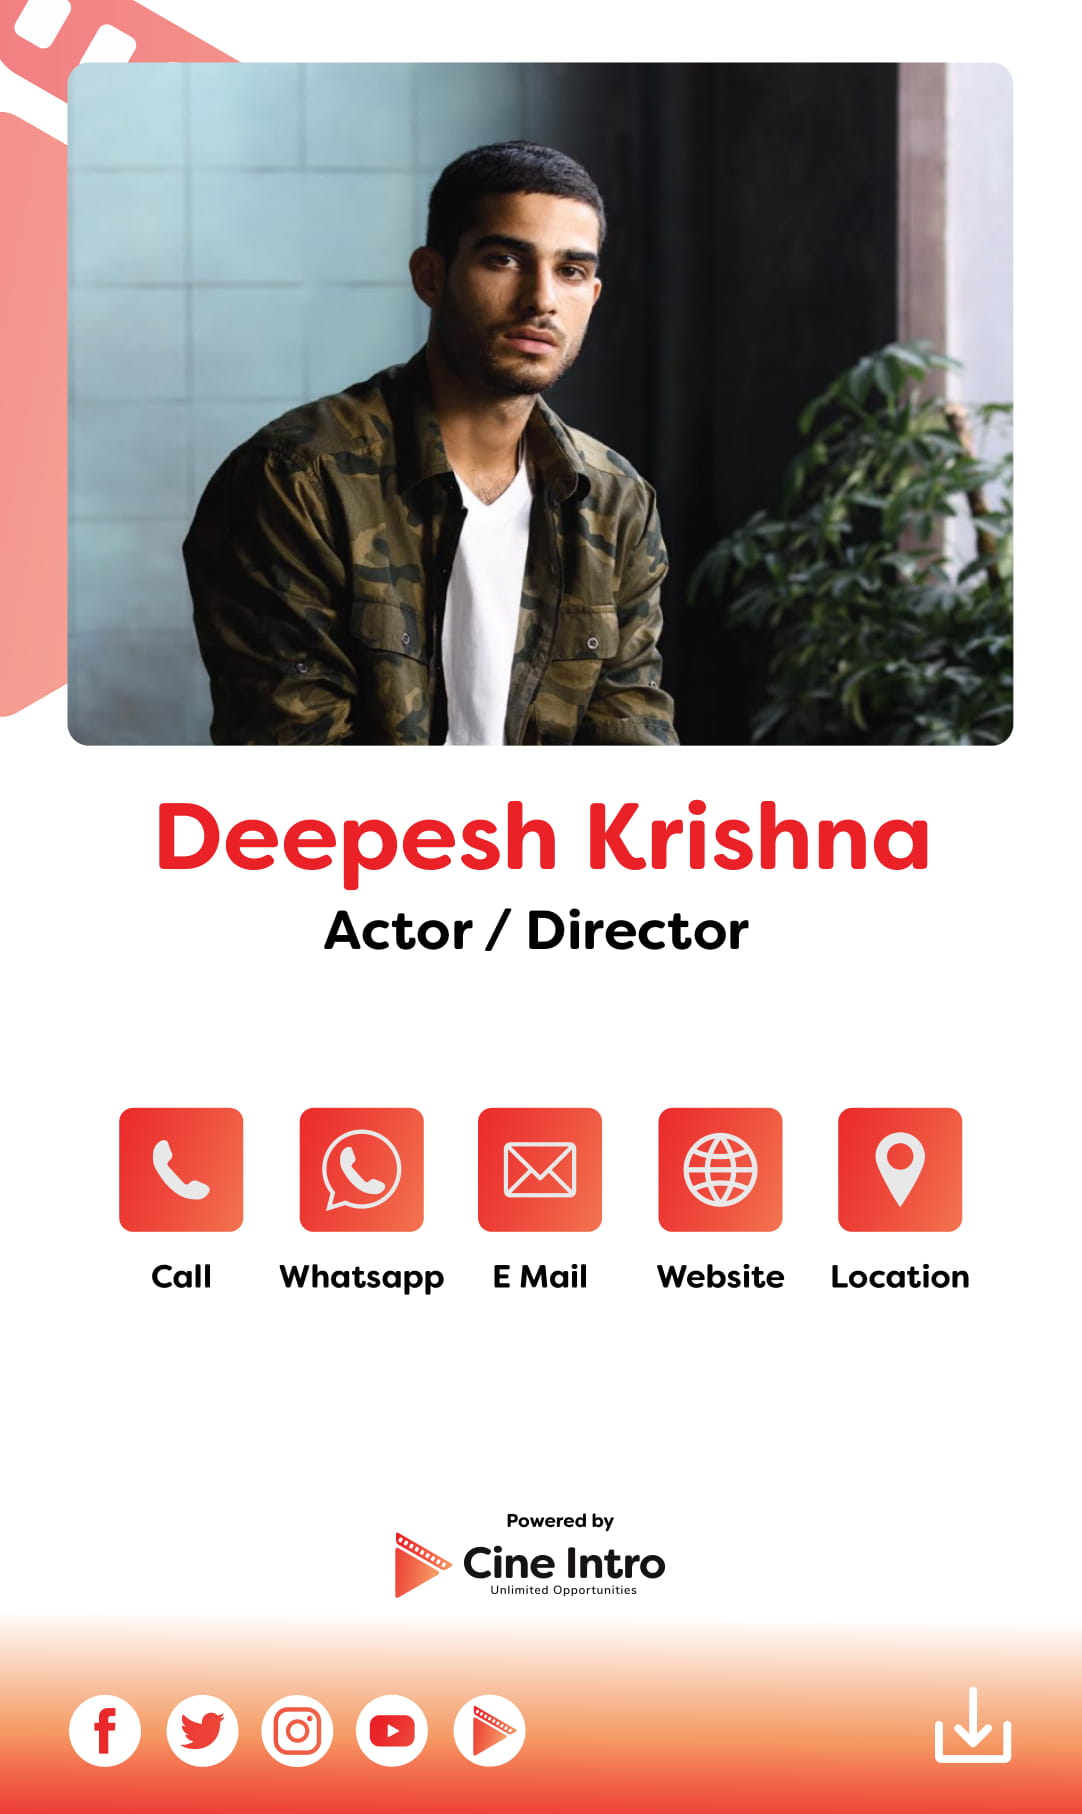 Deepesh Krishna
Actor / Director
Call
Whatsapp
E Mail
Website
Location
Powered by
Cine Intro
Unlimited Opportunities